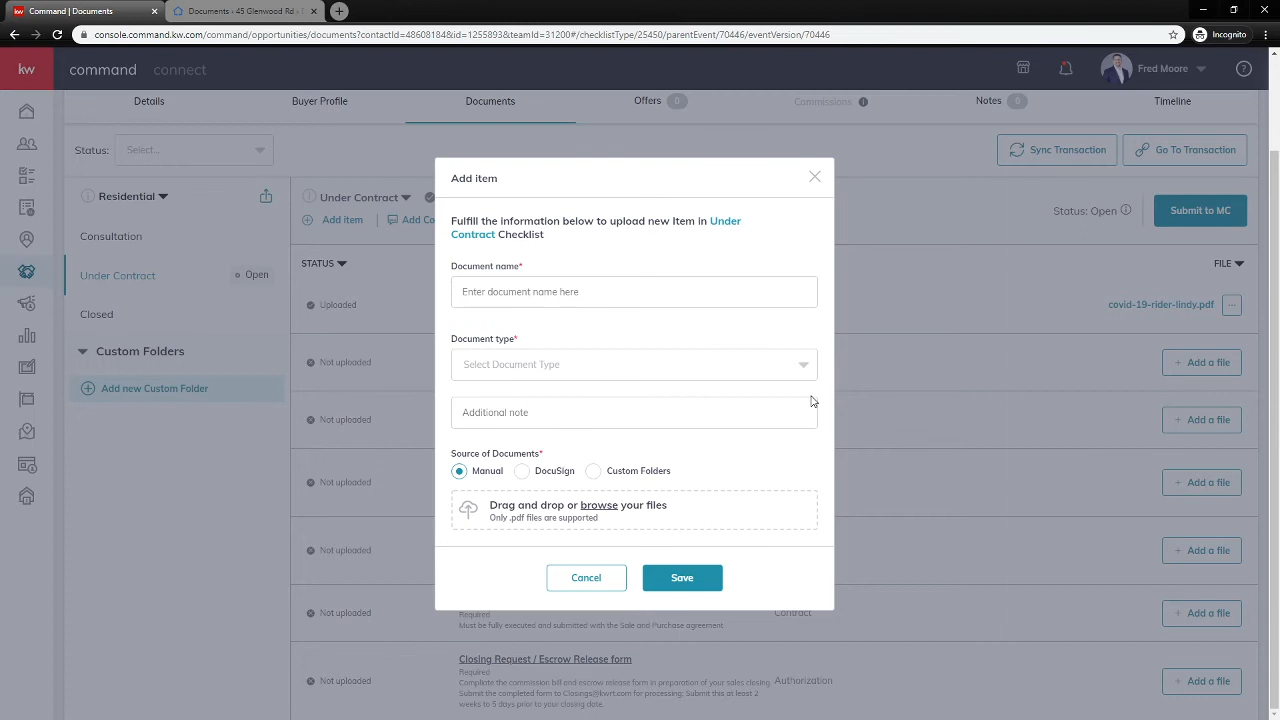 Command | Documents
Documents - 45 Glenwood Rd
console.command.kw.com/command/opportunities/documents?contactId=48608184&id=1255893&teamId=31200#/checklistType/25450/parentEvent/70446/eventVersion/70446
Incognito
kw
command
connect
Fred Moore
Details
Buyer Profile
Documents
Offers 0
Commissions
Notes 0
Timeline
Status:
Select...
Sync Transaction
Go To Transaction
Residential
Under Contract
Add item
Add Co
Status: Open
Submit to MC
Consultation
Under Contract
Open
Closed
Custom Folders
Add new Custom Folder
STATUS
FILE
Uploaded
covid-19-rider-lindy.pdf
Not uploaded
+ Add a file
Not uploaded
+ Add a file
Not uploaded
+ Add a file
Not uploaded
+ Add a file
Not uploaded
Required
Must be fully executed and submitted with the Sale and Purchase agreement
Contract
+ Add a file
Not uploaded
Closing Request / Escrow Release form
Required
Complaite the commission bill and escrow release form in preparation of your sales closing.
Submit the completed form to Closings@kwrt.com for processing; Submit this at least 2
weeks to 5 days prior to your closing date
Authorization
+ Add a file
Add item
Fulfill the information below to upload new Item in Under
Contract Checklist
Document name*
Enter document name here
Document type*
Select Document Type
Additional note
Source of Documents*
Manual
DocuSign
Custom Folders
Drag and drop or browse your files
Only .pdf files are supported
Cancel
Save